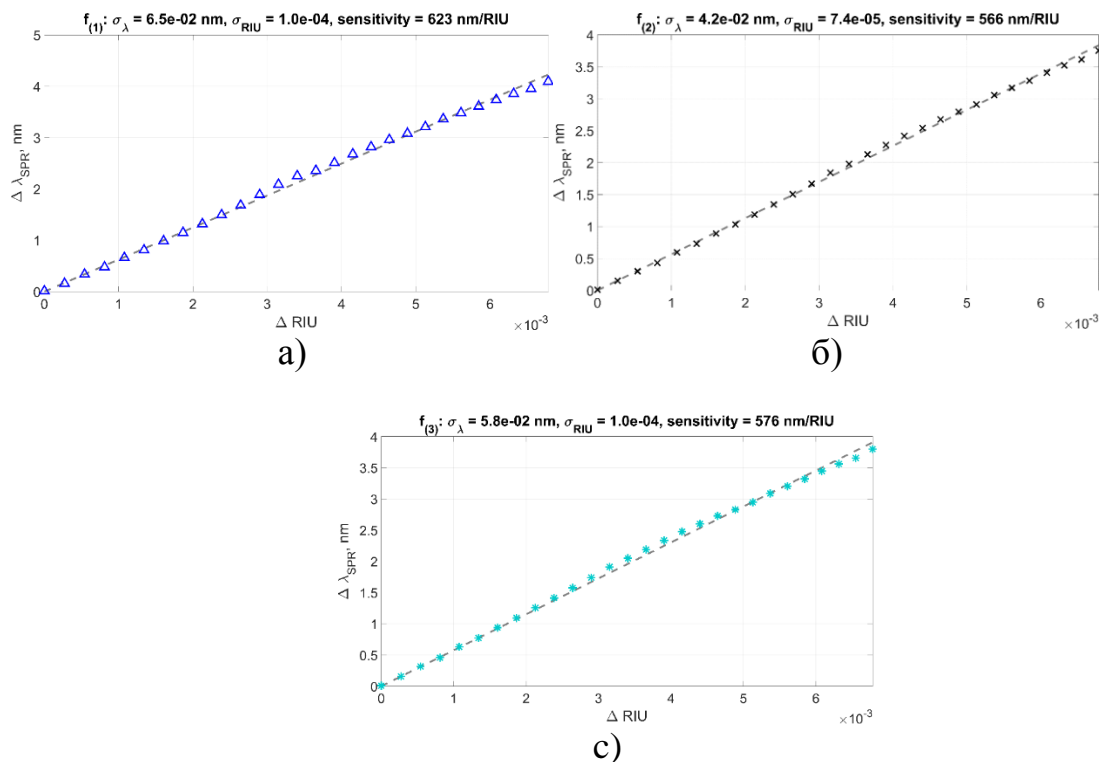 f(1): σλ = 6.5e-02 nm, σRIU = 1.0e-04, sensitivity = 623 nm/RIU
5
4
3
2
1
0
Δ λSPR, nm
0 1 2 3 4 5 6
Δ RIU
×10-3
а)
f(2): σλ = 4.2e-02 nm, σRIU = 7.4e-05, sensitivity = 566 nm/RIU
4
3.5
3
2.5
2
1.5
1
0.5
0
Δ λSPR, nm
0 1 2 3 4 5 6
Δ RIU
×10-3
б)
f(3): σλ = 5.8e-02 nm, σRIU = 1.0e-04, sensitivity = 576 nm/RIU
4
3.5
3
2.5
2
1.5
1
0.5
0
Δ λSPR, nm
0 1 2 3 4 5 6
Δ RIU
×10-3
с)